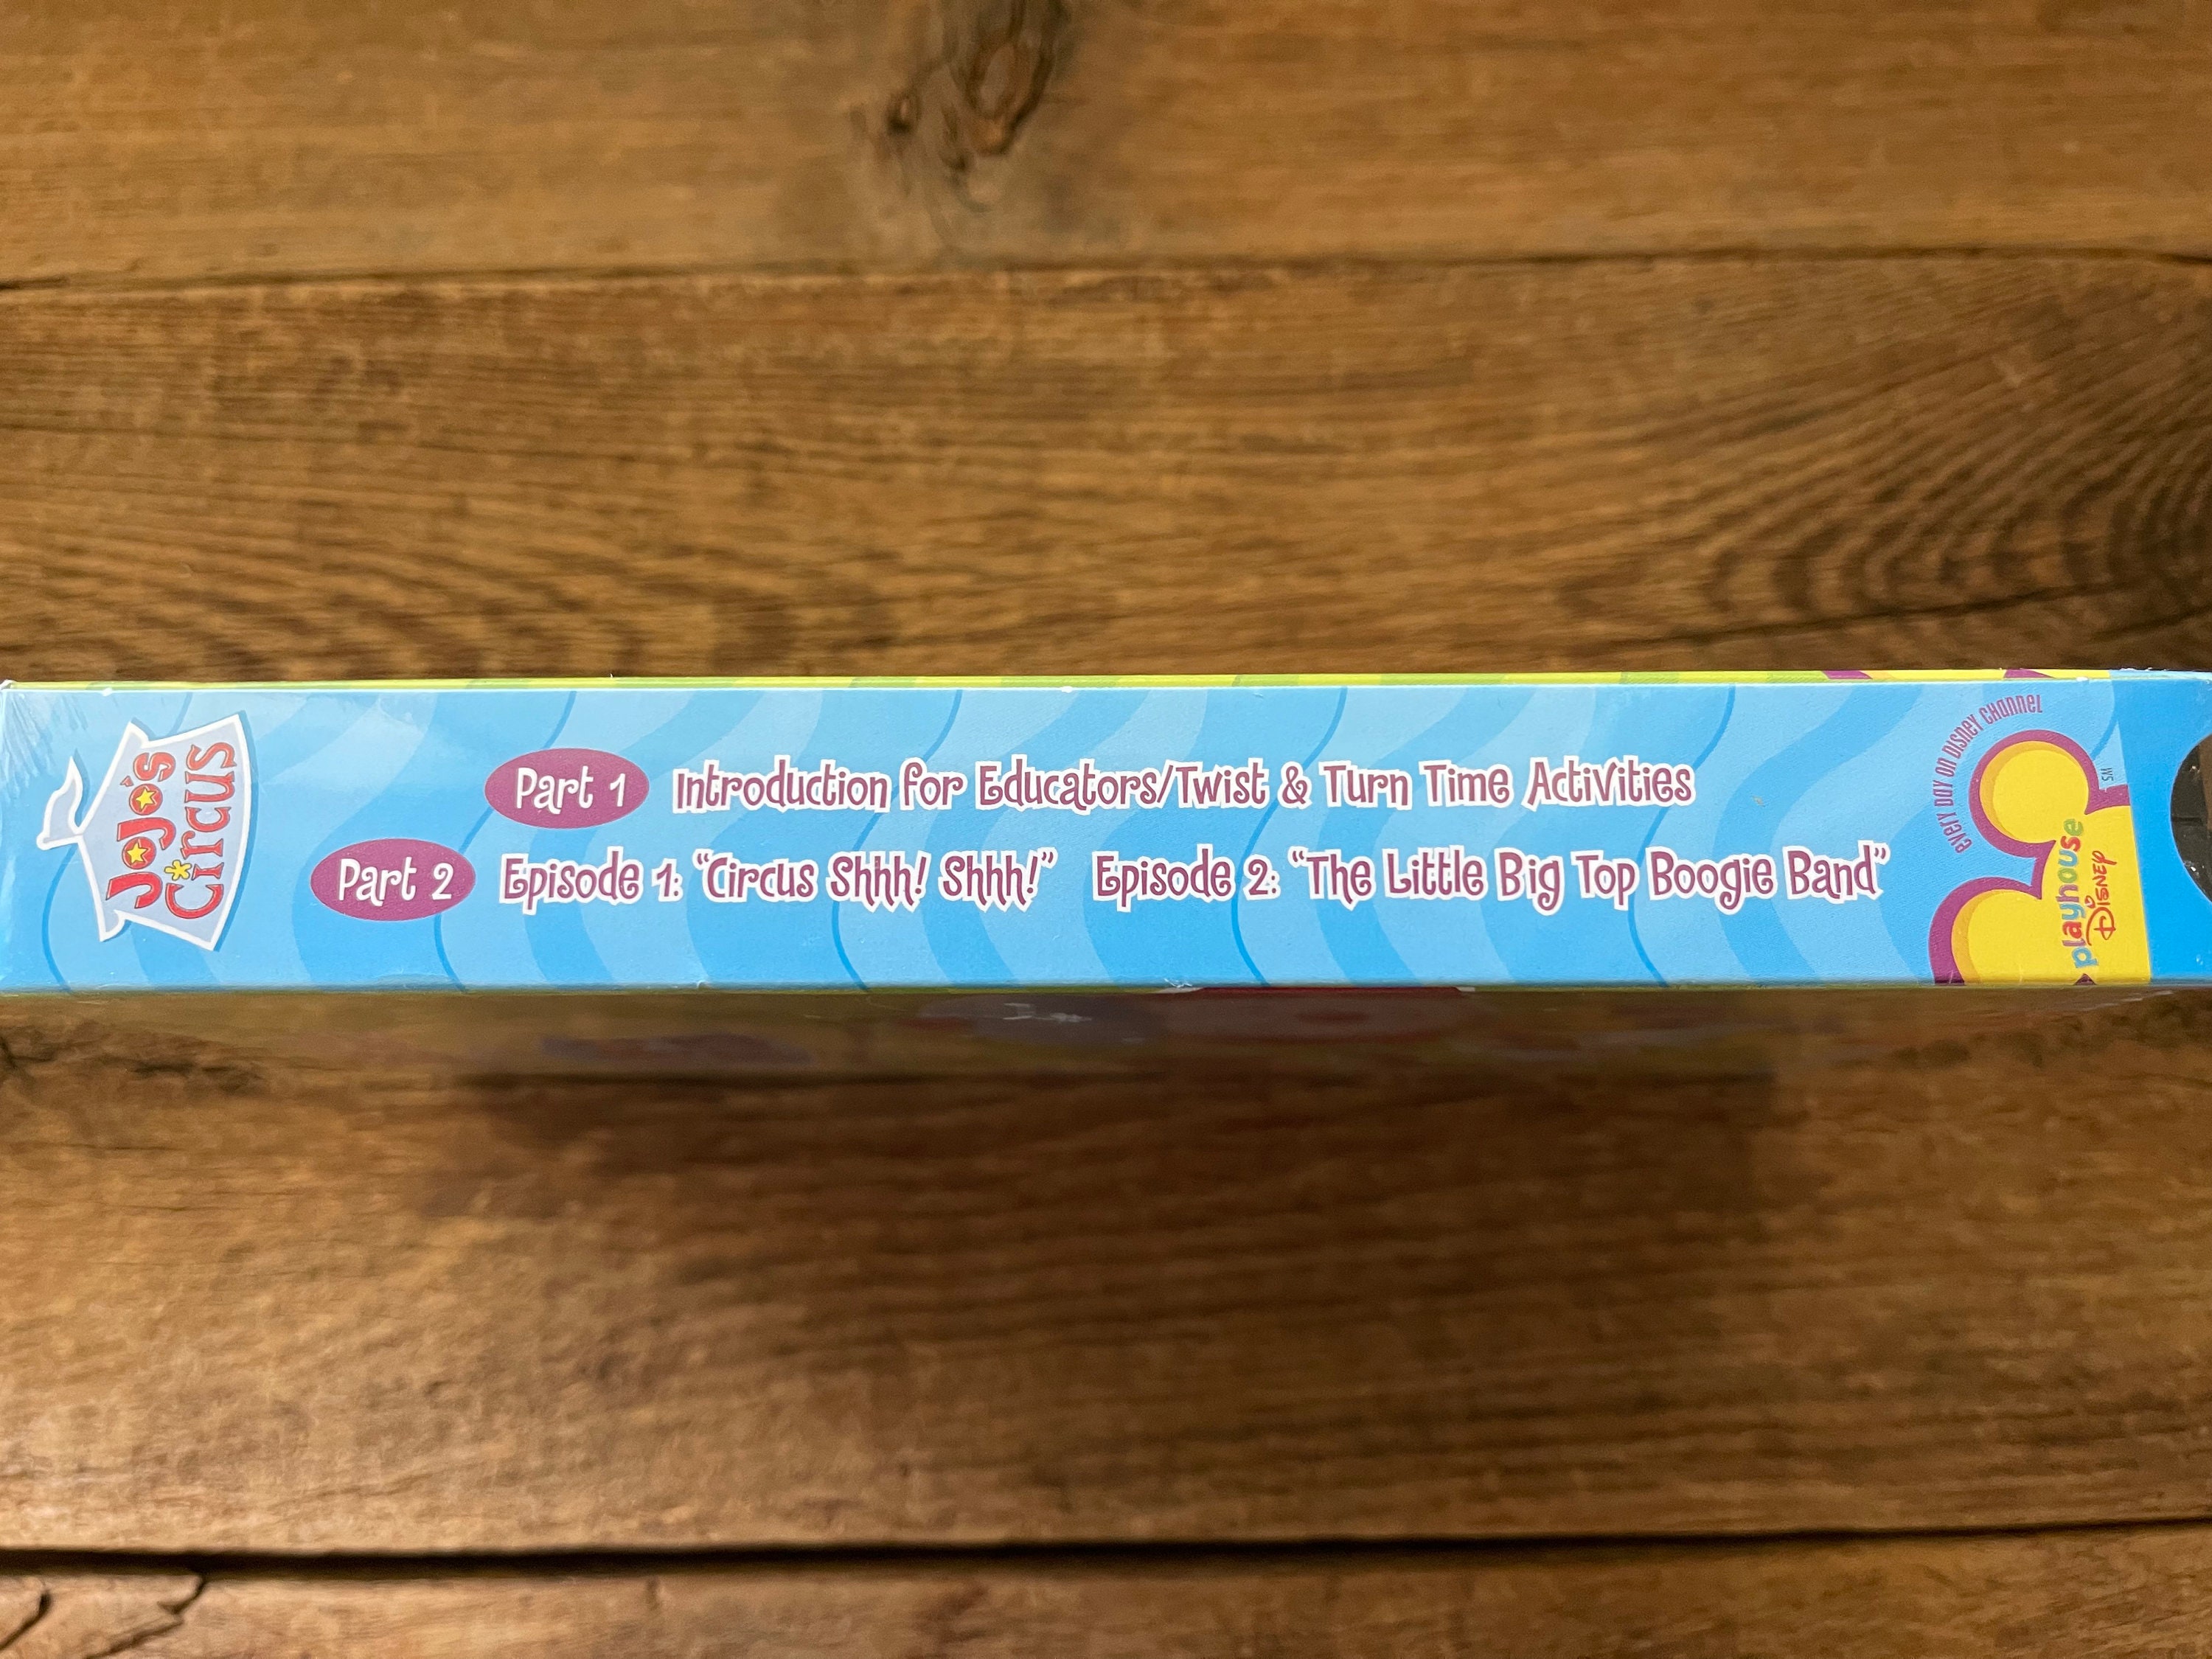 JoJo's
Circus
Part 1 Introduction for Educators/Twist & Turn Time Activities
Part 2 Episode 1: “Circus Shhh! Shhh!” Episode 2: “The Little Big Top Boogie Band”
every day on Disney Channel
playhouse
Disney